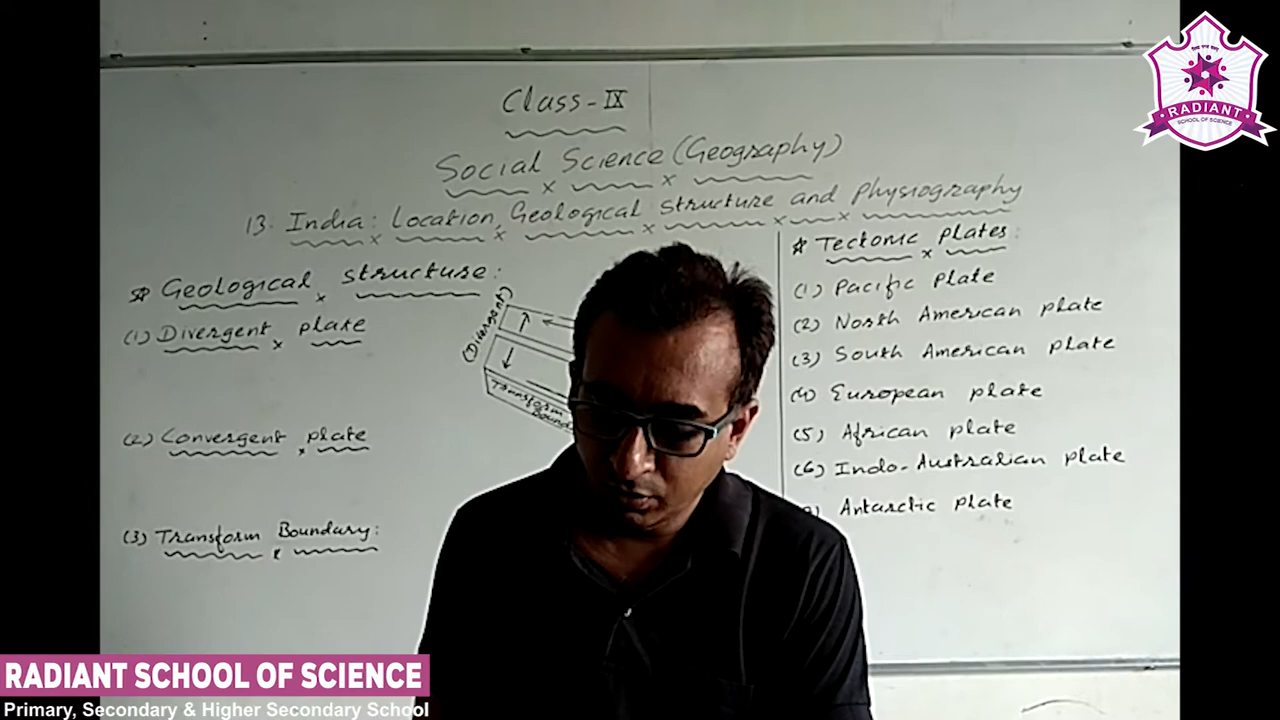 Class - IX
Social Science (Geography)
13. India: Location, Geological structure and Physiography
Geological structure:
(1) Divergent plate
(2) Convergent plate
(3) Transform Boundary:
(Divergent)
Transform
Tectonic Plates:
(1) Pacific Plate
(2) North American plate
(3) South American plate
(4) European plate
(5) African plate
(6) Indo-Australian plate
Antarctic plate
RADIANT
SCHOOL OF SCIENCE
RADIANT SCHOOL OF SCIENCE
Primary, Secondary & Higher Secondary School